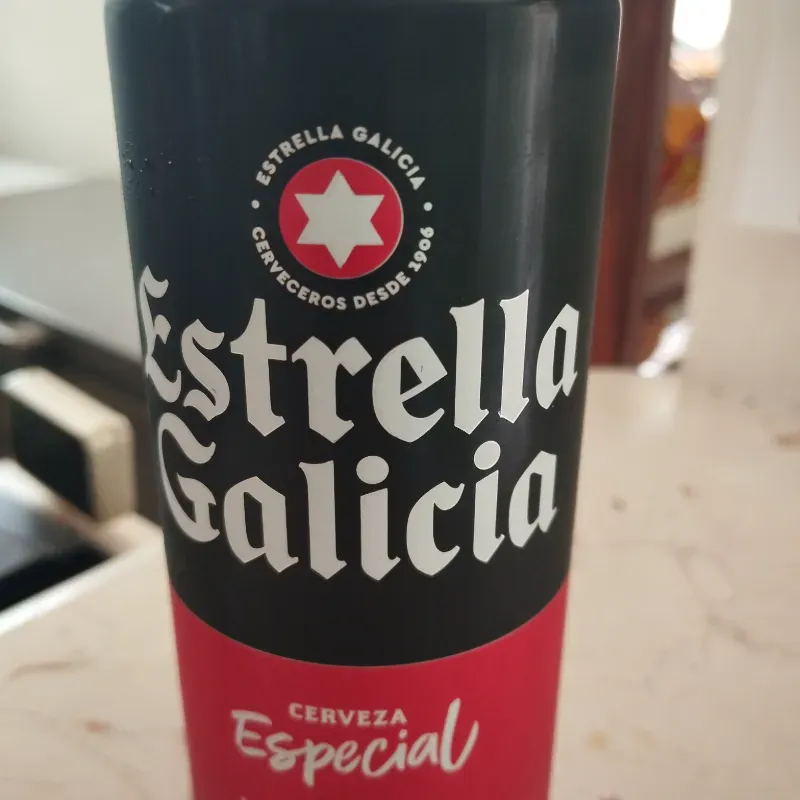 ESTRELLA GALICIA
CERVECEROS DESDE 1906
Estrella
Galicia
CERVEZA
Especial